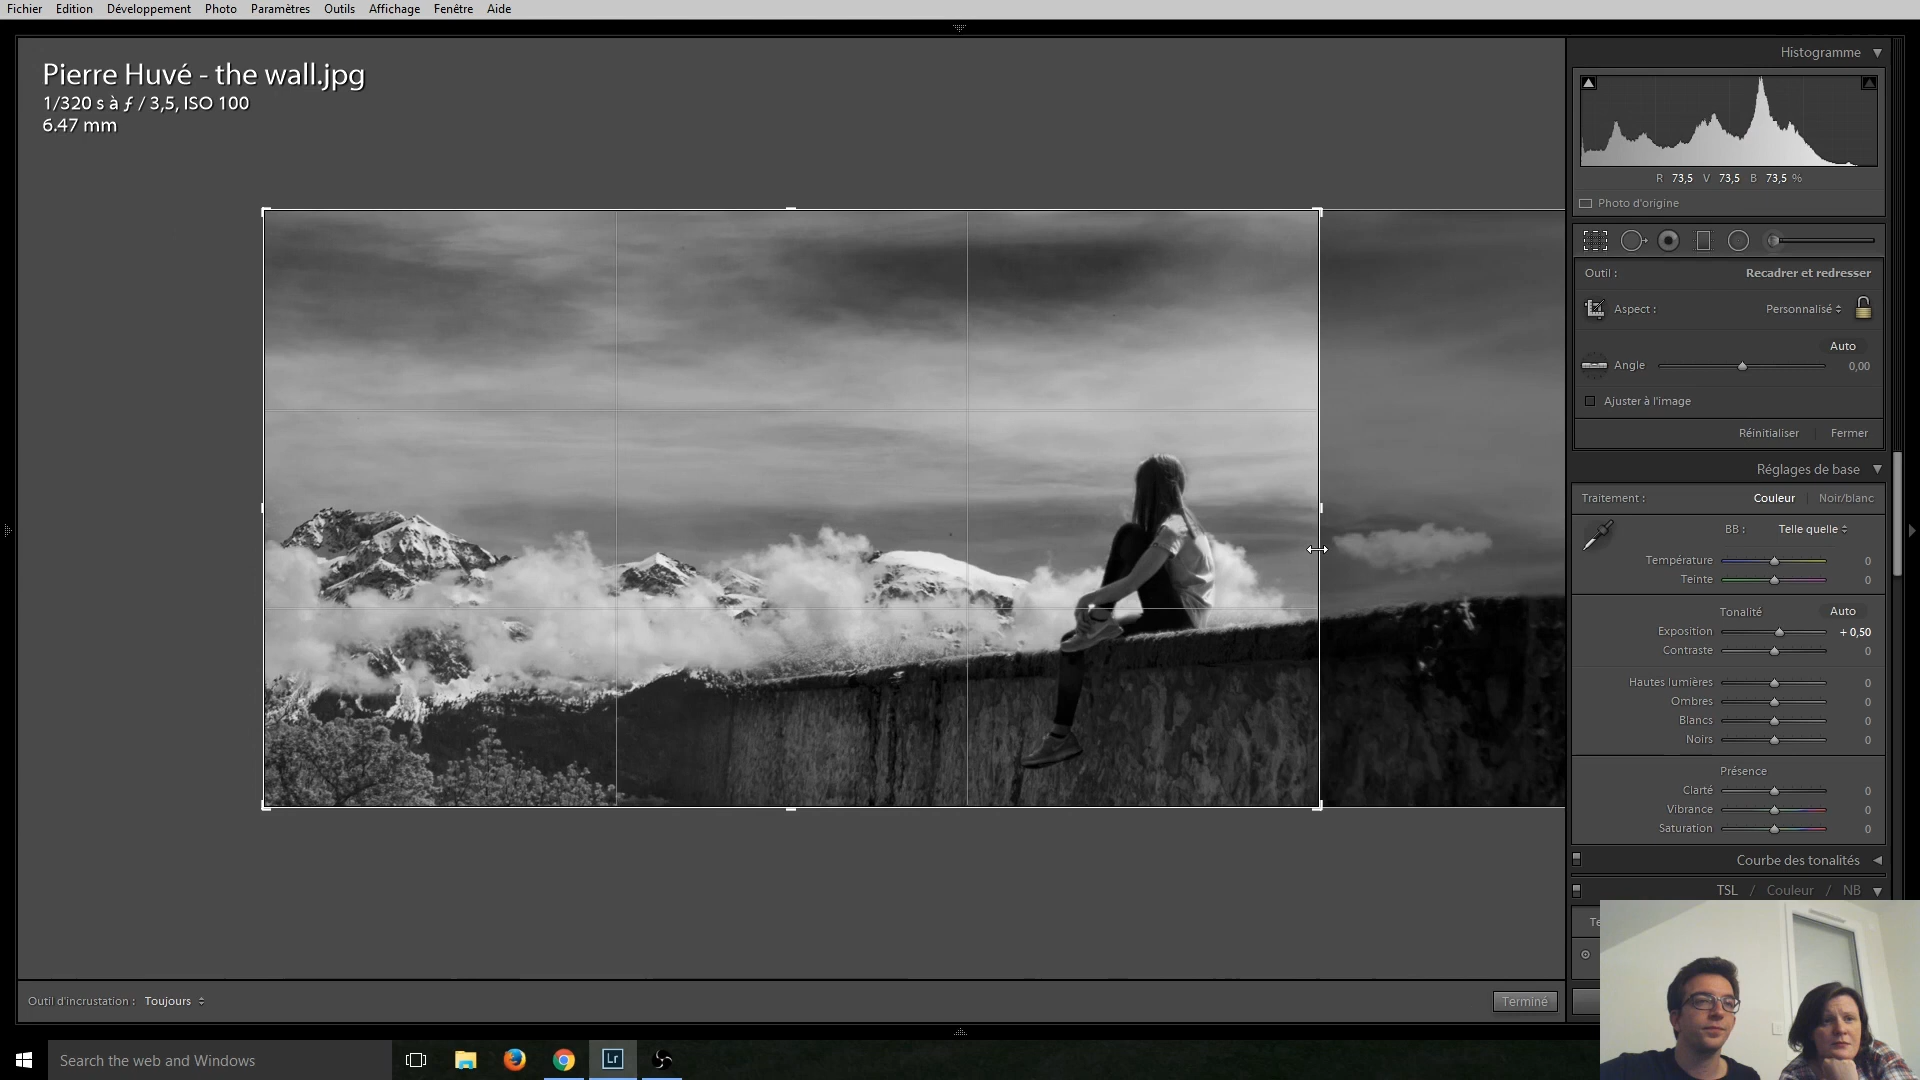 Fichier Edition Développement Photo Paramètres Outils Affichage Fenêtre Aide
Pierre Huvé - the wall.jpg
1/320 s à ƒ / 3,5, ISO 100
6.47 mm
Histogramme
R 73,5 V 73,5 B 73,5 %
Photo d'origine
Outil : Recadrer et redresser
Aspect : Personnalisé
Auto
Angle 0,00
Ajuster à l'image
Réinitialiser Fermer
Réglages de base
Traitement : Couleur Noir/blanc
BB : Telle quelle
Température 0
Teinte 0
Tonalité Auto
Exposition + 0,50
Contraste 0
Hautes lumières 0
Ombres 0
Blancs 0
Noirs 0
Présence
Clarté 0
Vibrance 0
Saturation 0
Courbe des tonalités
TSL / Couleur / NB
Outil d'incrustation : Toujours
Terminé
Search the web and Windows
Lr